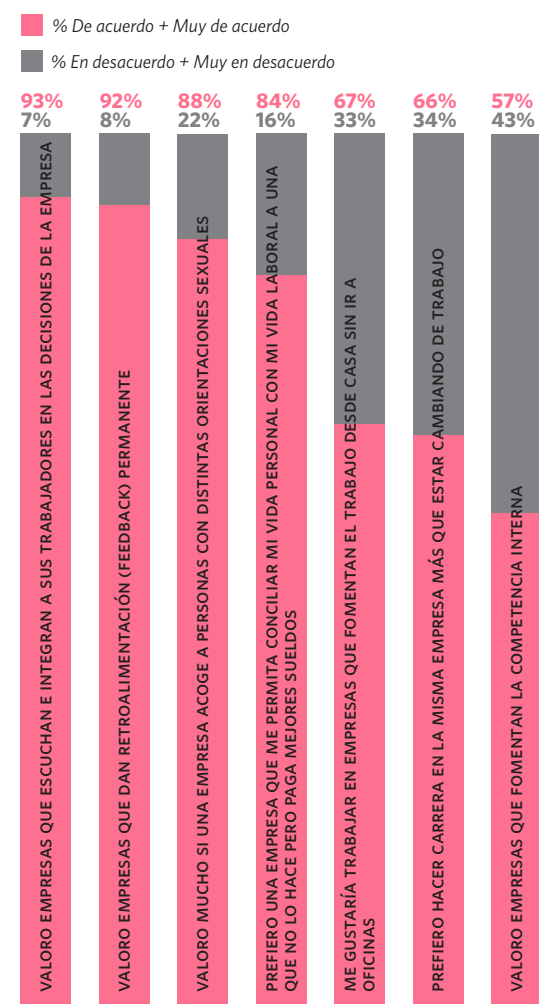 % De acuerdo + Muy de acuerdo
% En desacuerdo + Muy en desacuerdo
93% 92% 88% 84% 67% 66% 57%
7% 8% 22% 16% 33% 34% 43%
VALORO EMPRESAS QUE ESCUCHAN E INTEGRAN A SUS TRABAJADORES EN LAS DECISIONES DE LA EMPRESA
VALORO EMPRESAS QUE DAN RETROALIMENTACIÓN (FEEDBACK) PERMANENTE
VALORO MUCHO SI UNA EMPRESA ACOGE A PERSONAS CON DISTINTAS ORIENTACIONES SEXUALES
PREFIERO UNA EMPRESA QUE ME PERMITA CONCILIAR MI VIDA PERSONAL CON MI VIDA LABORAL A UNA
QUE NO LO HACE PERO PAGA MEJORES SUELDOS
ME GUSTARÍA TRABAJAR EN EMPRESAS QUE FOMENTAN EL TRABAJO DESDE CASA SIN IR A
OFICINAS
PREFIERO HACER CARRERA EN LA MISMA EMPRESA MÁS QUE ESTAR CAMBIANDO DE TRABAJO
VALORO EMPRESAS QUE FOMENTAN LA COMPETENCIA INTERNA